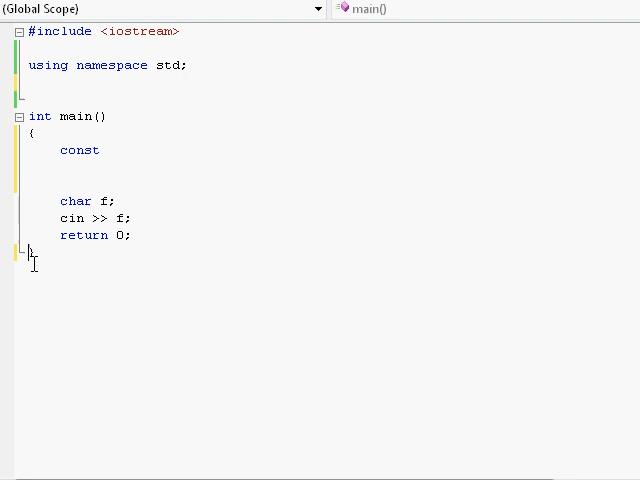 (Global Scope) main()
#include <iostream>
using namespace std;
int main()
{
const
char f;
cin >> f;
return 0;
}